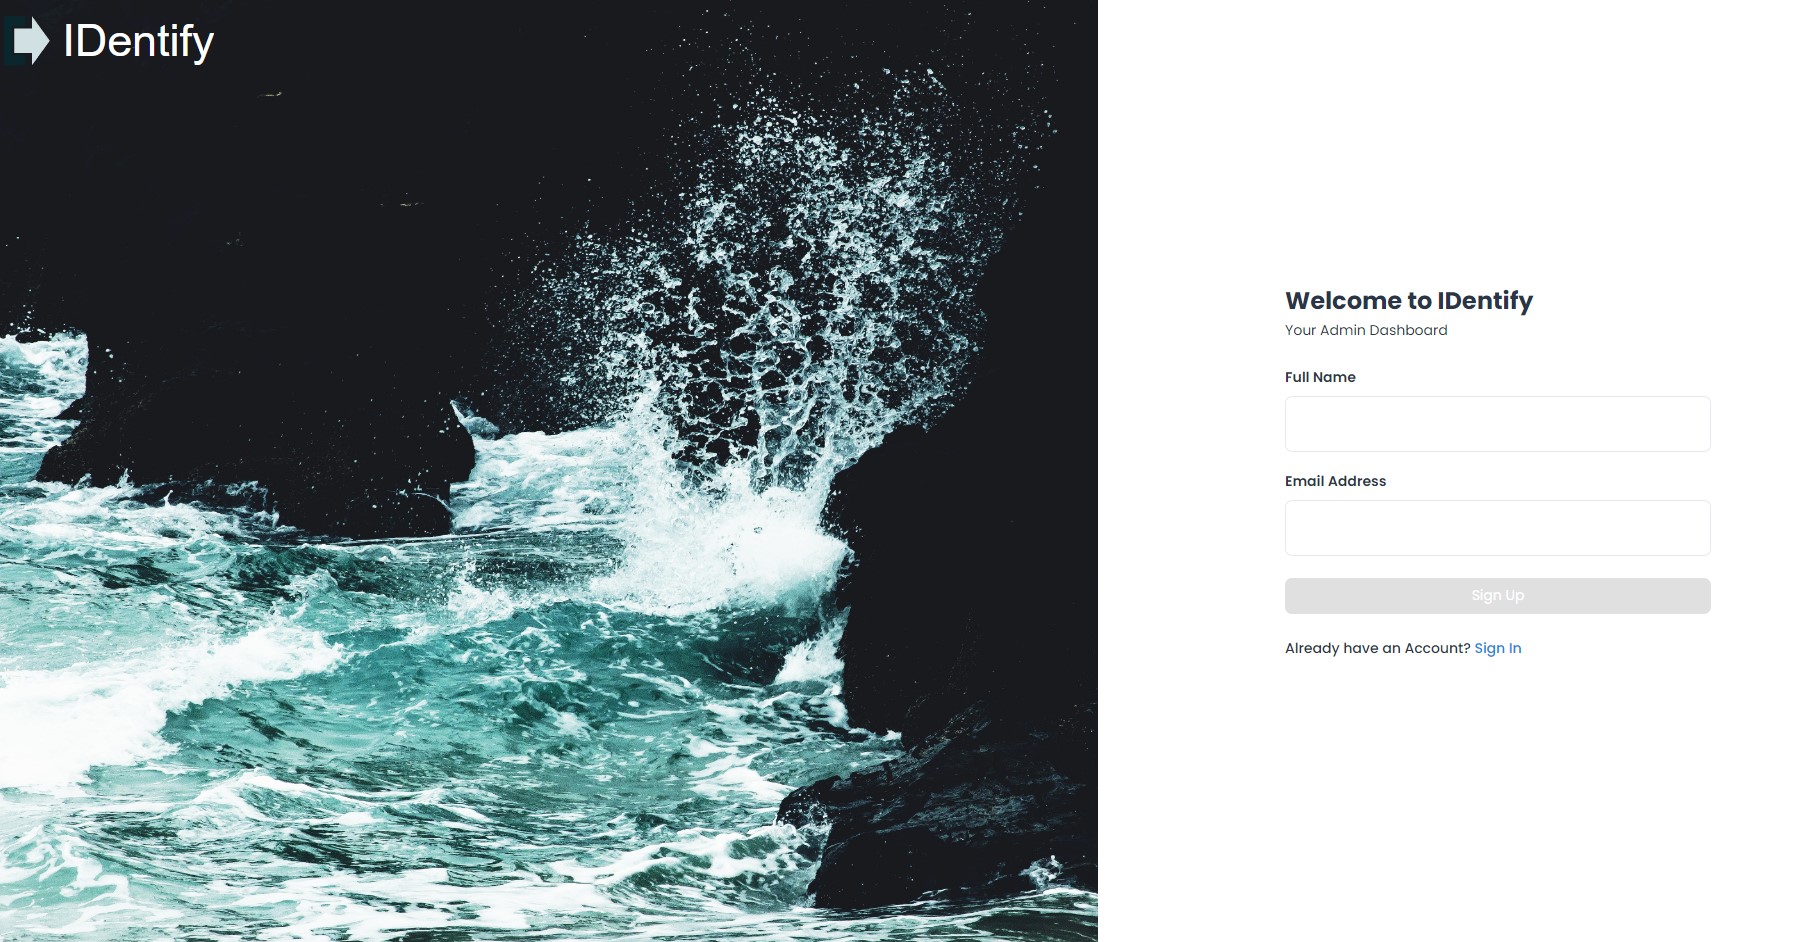 IDentify
Welcome to IDentify
Your Admin Dashboard
Full Name
Email Address
Sign Up
Already have an Account? Sign In